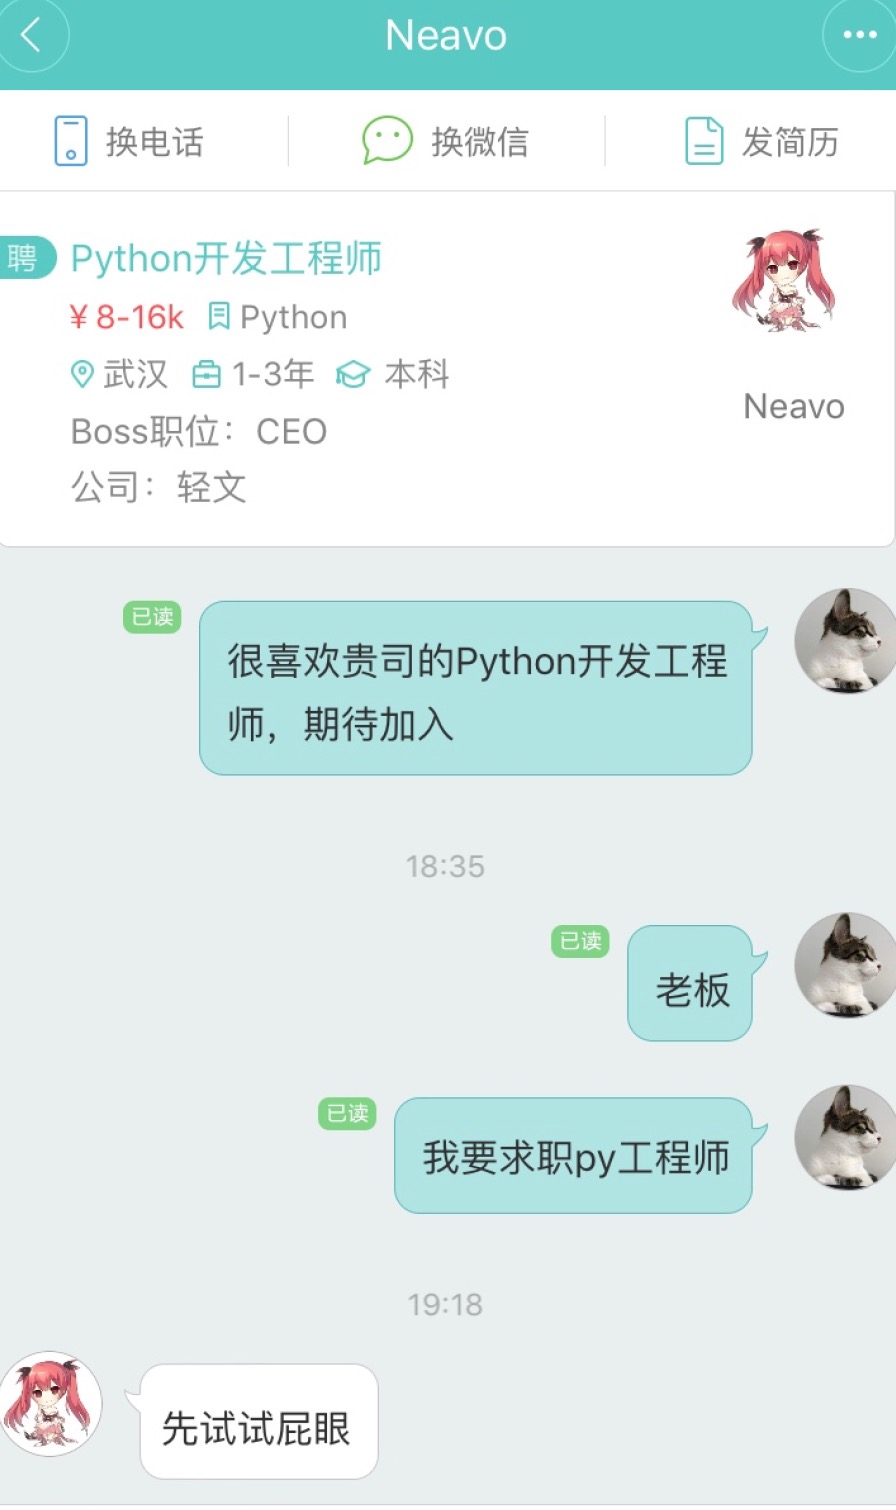 Neavo
换电话
换微信
发简历
聘 Python开发工程师
¥ 8-16k Python
武汉 1-3年 本科
Neavo
Boss职位：CEO
公司：轻文
已读
很喜欢贵司的Python开发工程
师，期待加入
18:35
已读
老板
已读
我要求职py工程师
19:18
先试试屁眼